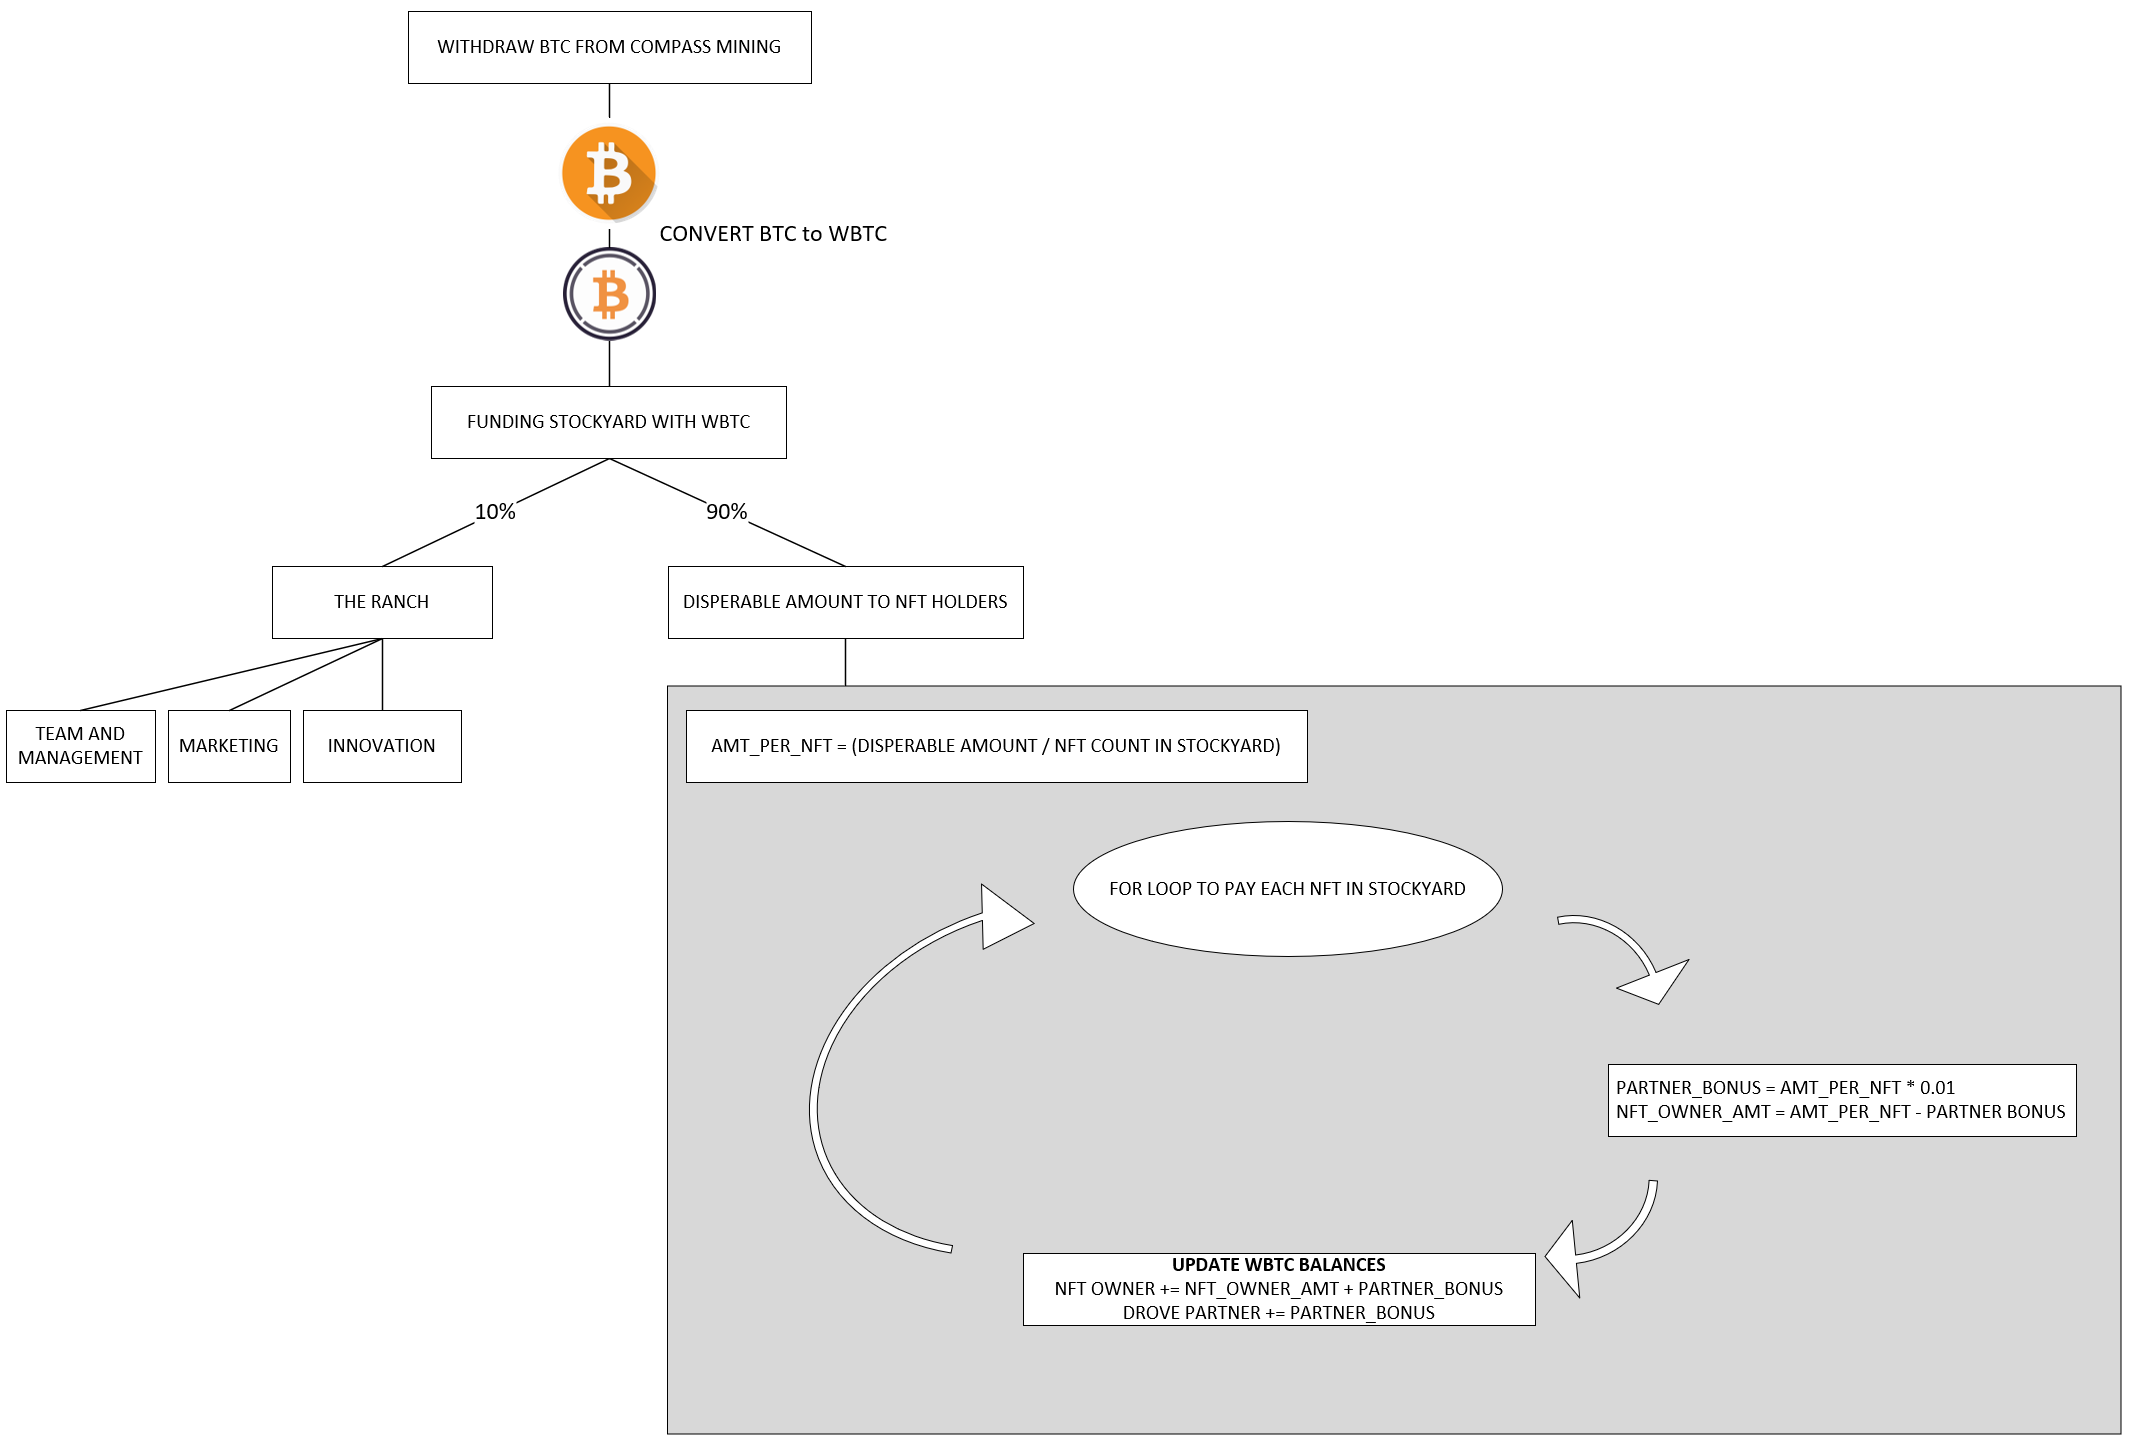 WITHDRAW BTC FROM COMPASS MINING
CONVERT BTC to WBTC
FUNDING STOCKYARD WITH WBTC
10%
90%
THE RANCH
DISPERABLE AMOUNT TO NFT HOLDERS
TEAM AND
MANAGEMENT
MARKETING
INNOVATION
AMT_PER_NFT = (DISPERABLE AMOUNT / NFT COUNT IN STOCKYARD)
FOR LOOP TO PAY EACH NFT IN STOCKYARD
PARTNER_BONUS = AMT_PER_NFT * 0.01
NFT_OWNER_AMT = AMT_PER_NFT - PARTNER BONUS
UPDATE WBTC BALANCES
NFT OWNER += NFT_OWNER_AMT + PARTNER_BONUS
DROVE PARTNER += PARTNER_BONUS